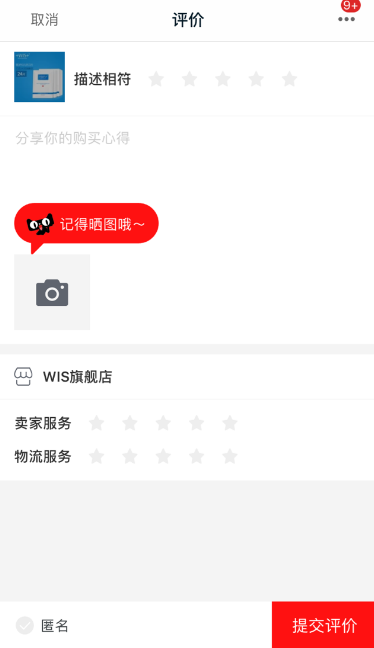 取消
评价
9+
描述相符
分享你的购买心得
记得晒图哦～
WIS旗舰店
卖家服务
物流服务
匿名
提交评价